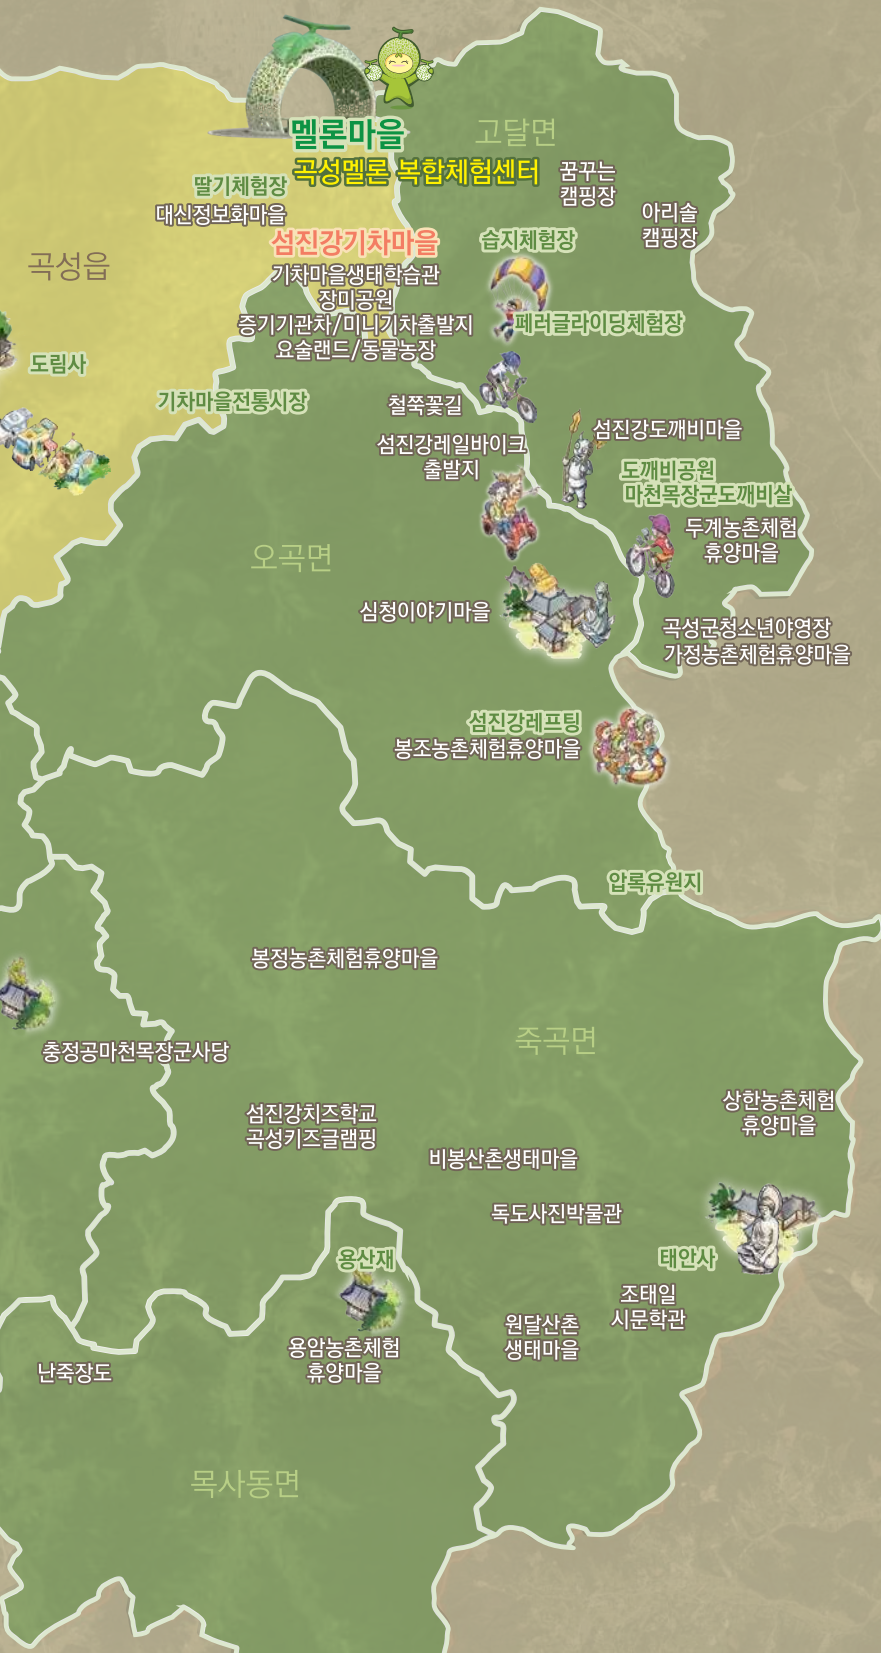 멜론마을
곡성멜론 복합체험센터
고달면
꿈꾸는
캠핑장
딸기체험장
대신정보화마을
아리솔
캠핑장
섬진강기차마을
습지체험장
곡성읍
기차마을생태학습관
장미공원
증기기관차/미니기차출발지
요술랜드/동물농장
페러글라이딩체험장
도림사
기차마을전통시장
철쭉꽃길
섬진강레일바이크
출발지
섬진강도깨비마을
도깨비공원
마천목장군도깨비살
두계농촌체험
휴양마을
오곡면
심청이야기마을
곡성군청소년야영장
가정농촌체험휴양마을
섬진강레프팅
봉조농촌체험휴양마을
압록유원지
봉정농촌체험휴양마을
죽곡면
충정공마천목장군사당
섬진강치즈학교
곡성키즈글램핑
상한농촌체험
휴양마을
비봉산촌생태마을
독도사진박물관
용산재
태안사
조태일
시문학관
원달산촌
생태마을
용암농촌체험
휴양마을
난죽장도
목사동면